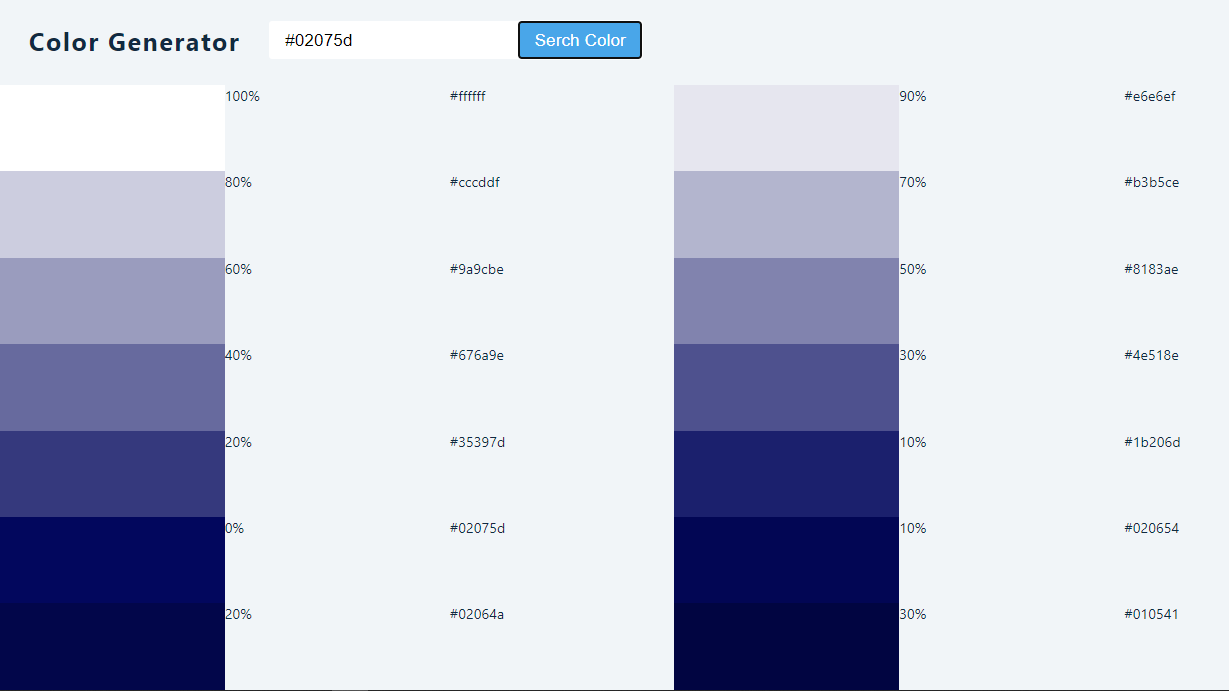 Color Generator #02075d Serch Color
100% #ffffff 90% #e6e6ef
80% #cccddf 70% #b3b5ce
60% #9a9cbe 50% #8183ae
40% #676a9e 30% #4e518e
20% #35397d 10% #1b206d
0% #02075d 10% #020654
20% #02064a 30% #010541